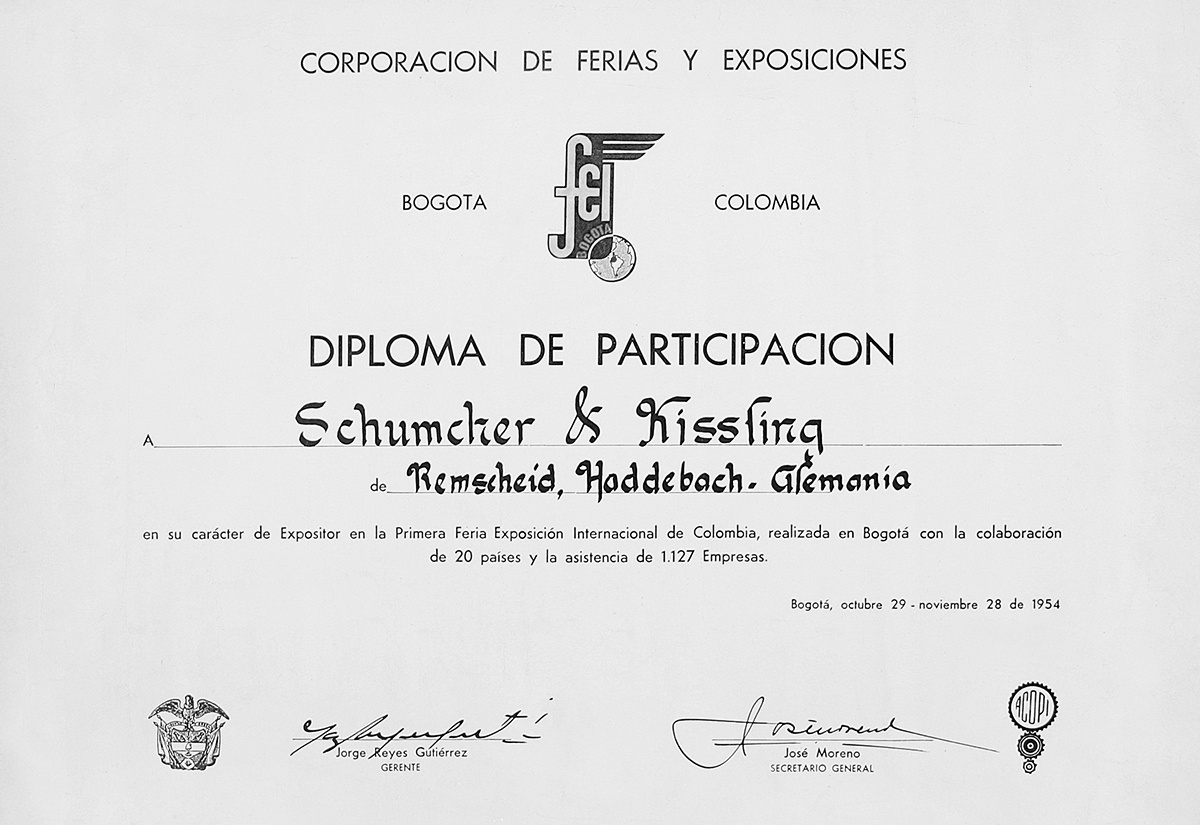 CORPORACION DE FERIAS Y EXPOSICIONES
fei
BOGOTA
BOGOTA
COLOMBIA
DIPLOMA DE PARTICIPACION
A Schumcher & Kissling
de Remscheid, Haddebach. Alemania
en su carácter de Expositor en la Primera Feria Exposición Internacional de Colombia, realizada en Bogotá con la colaboración
de 20 países y la asistencia de 1.127 Empresas.
Bogotá, octubre 29 - noviembre 28 de 1954
Jorge Reyes Gutiérrez
GERENTE
José Moreno
SECRETARIO GENERAL
ACOPI